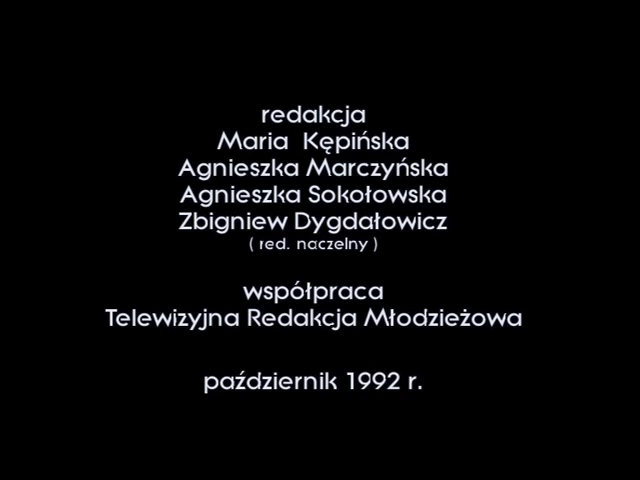 redakcja
Maria Kępińska
Agnieszka Marczyńska
Agnieszka Sokołowska
Zbigniew Dygdałowicz
( red. naczelny )
współpraca
Telewizyjna Redakcja Młodzieżowa
październik 1992 r.